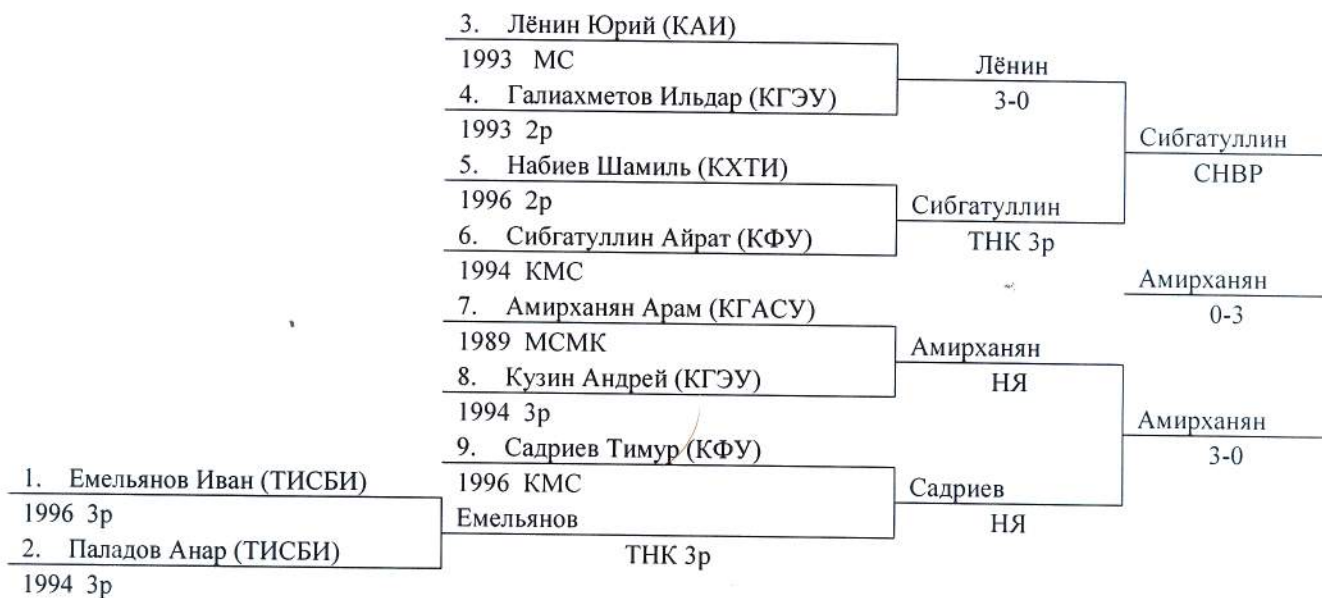 3. Лёнин Юрий (КАИ)
1993 МС
4. Галиахметов Ильдар (КГЭУ)
1993 2р
5. Набиев Шамиль (КХТИ)
1996 2р
6. Сибгатуллин Айрат (КФУ)
1994 КМС
7. Амирханян Арам (КГАСУ)
1989 МСМК
8. Кузин Андрей (КГЭУ)
1994 3р
9. Садриев Тимур (КФУ)
1996 КМС
1. Емельянов Иван (ТИСБИ)
1996 3р
2. Паладов Анар (ТИСБИ)
1994 3р
Емельянов
ТНК 3р
Лёнин
3-0
Сибгатуллин
ТНК 3р
Амирханян
НЯ
Садриев
НЯ
Сибгатуллин
СНВР
Амирханян
0-3
Амирханян
3-0